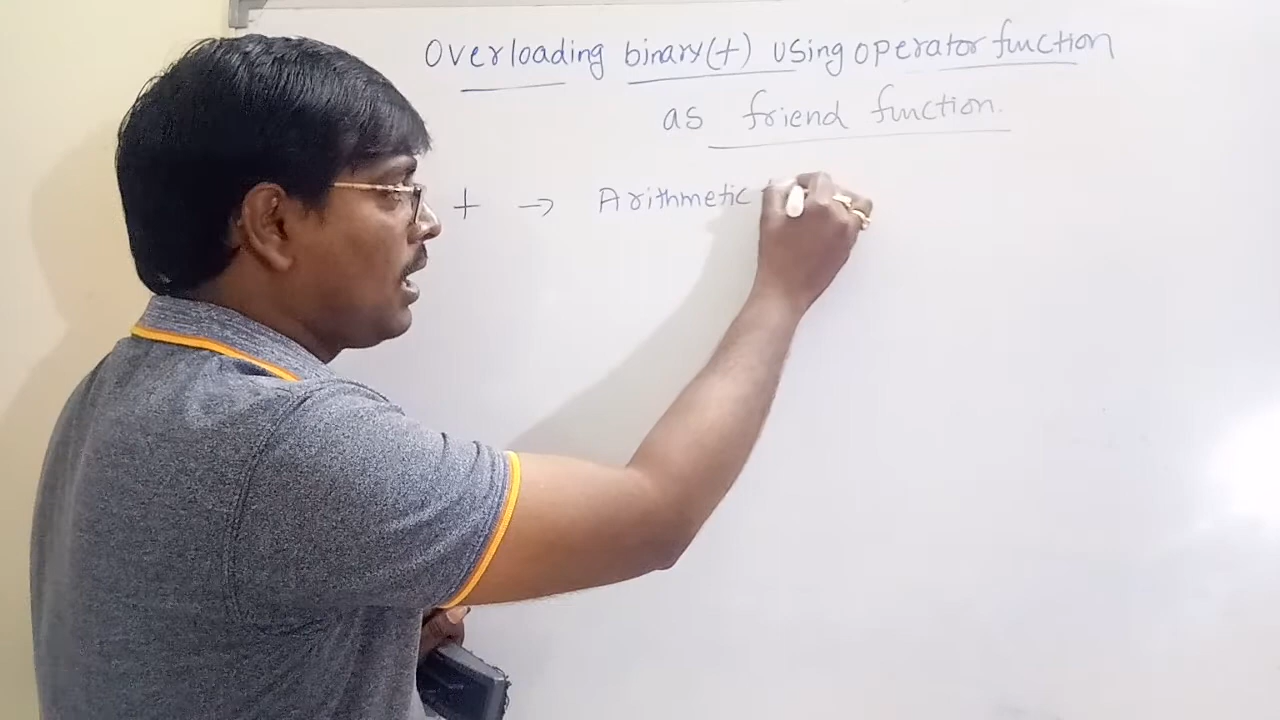 Overloading binary(+) using operator function
as friend function.
+ → Arithmetic